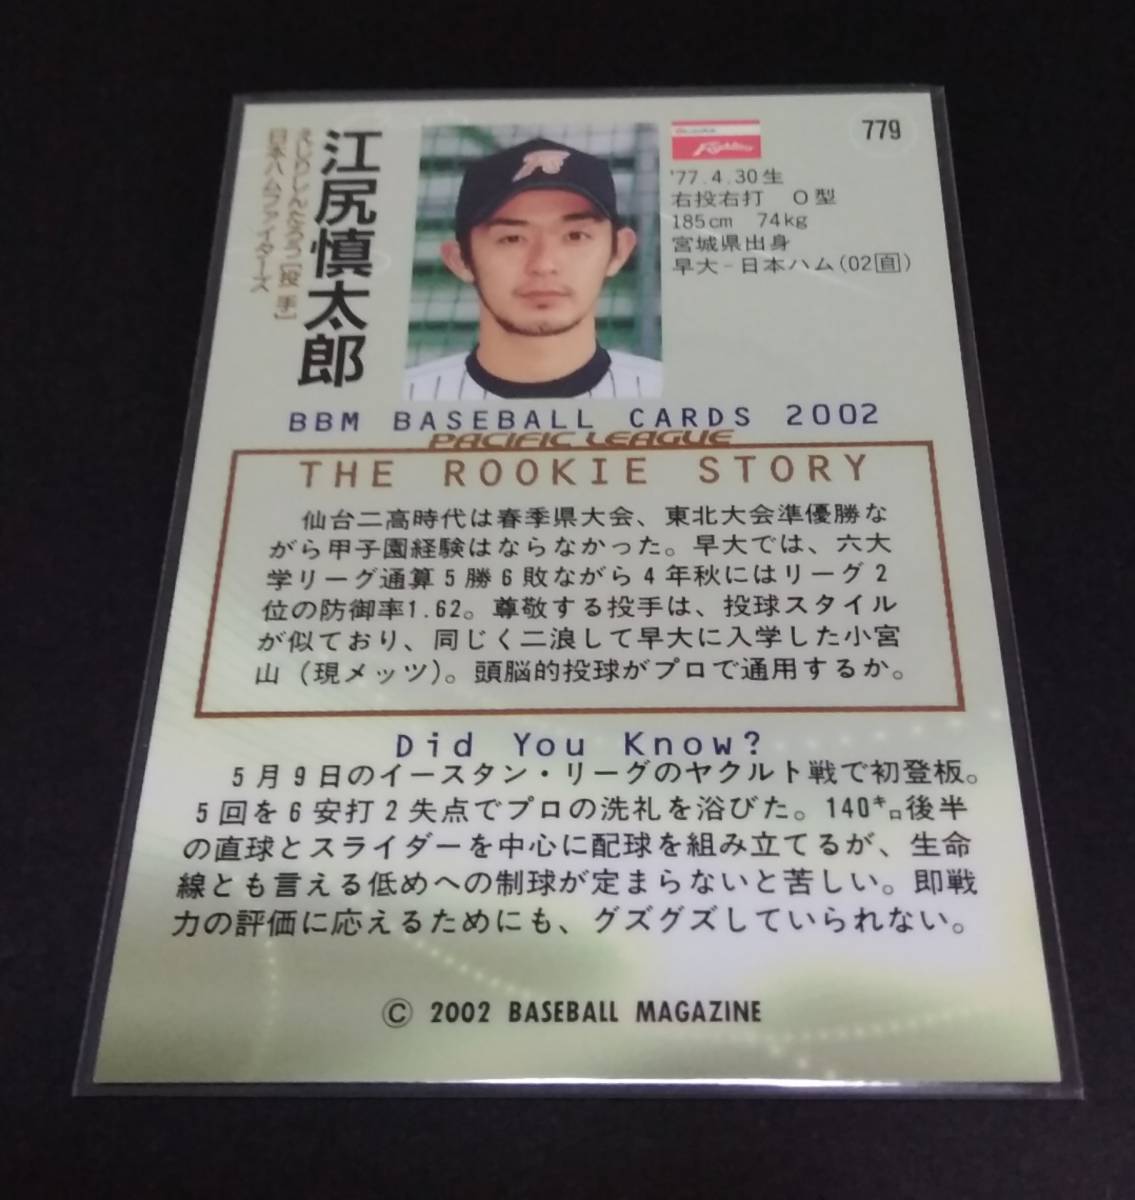 779
江尻慎太郎
えじりしんたろう[投 手]
日本ハムファイターズ
Fighters
'77.4.30生
右投右打 O型
185cm 74kg
宮城県出身
早大-日本ハム(02自)
BBM BASEBALL CARDS 2002
PACIFIC LEAGUE
THE ROOKIE STORY
仙台二高時代は春季県大会、東北大会準優勝な
がら甲子園経験はならなかった。早大では、六大
学リーグ通算5勝6敗ながら4年秋にはリーグ2
位の防御率1.62。尊敬する投手は、投球スタイル
が似ており、同じく二浪して早大に入学した小宮
山(現メッツ)。頭脳的投球がプロで通用するか。
Did You Know?
5月9日のイースタン・リーグのヤクルト戦で初登板。
5回を6安打2失点でプロの洗礼を浴びた。140㌔後半
の直球とスライダーを中心に配球を組み立てるが、生命
線とも言える低めへの制球が定まらないと苦しい。即戦
力の評価に応えるためにも、グズグズしていられない。
© 2002 BASEBALL MAGAZINE